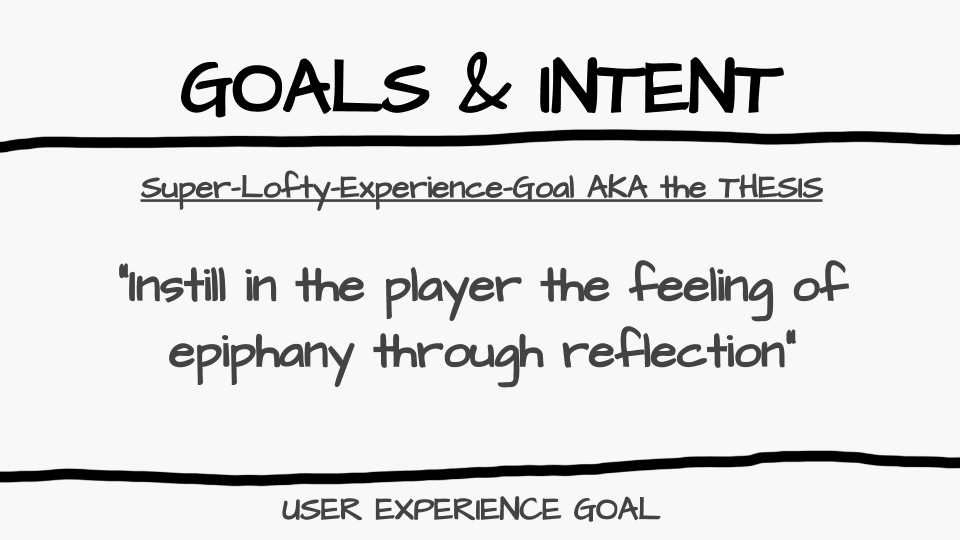 GOALS & INTENT
Super-Lofty-Experience-Goal AKA the THESIS
"Instill in the player the feeling of
epiphany through reflection"
USER EXPERIENCE GOAL